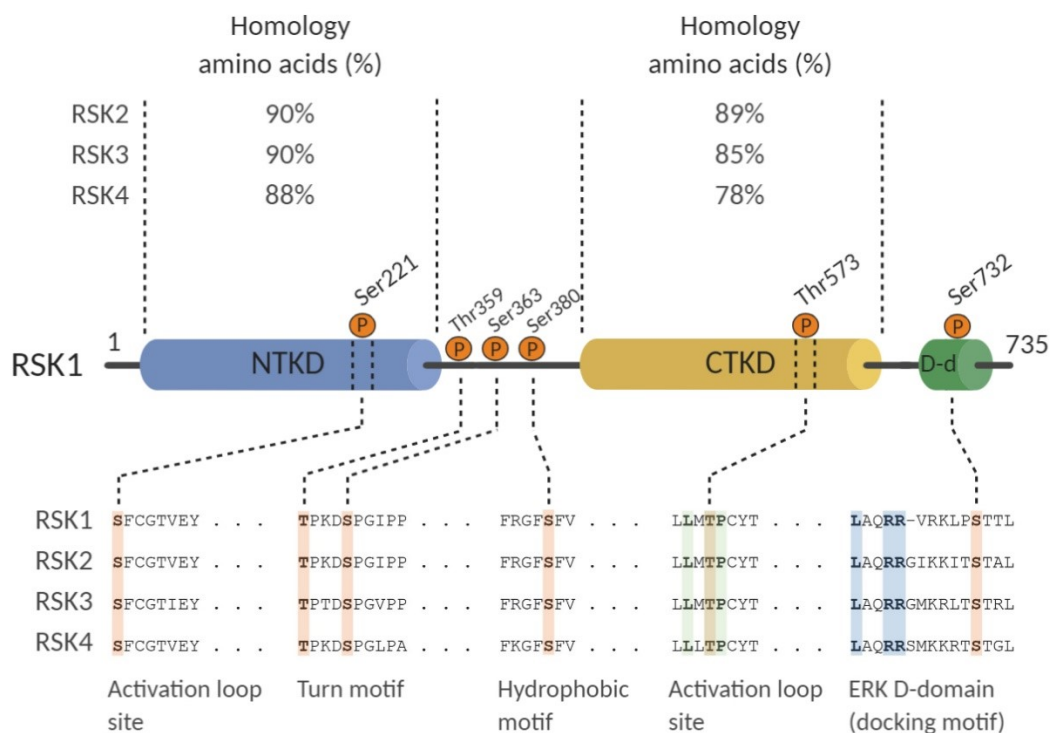 Homology
amino acids (%)
Homology
amino acids (%)
RSK2 90% 89%
RSK3 90% 85%
RSK4 88% 78%
Ser221
Thr359
Ser363
Ser380
Thr573
Ser732
P P P P P P
RSK1 1 NTKD CTKD D-d 735
RSK1 SFCGTVEY . . . TPKDSPGIPP . . . FRGFSFV . . . LLMTPCYT . . . LAQRR-VRKLPSTTL
RSK2 SFCGTVEY . . . TPKDSPGIPP . . . FRGFSFV . . . LLMTPCYT . . . LAQRRGIKKITSTAL
RSK3 SFCGTIEY . . . TPTDSPGVPP . . . FRGFSFV . . . LLMTPCYT . . . LAQRRGMKRLTSTRL
RSK4 SFCGTVEY . . . TPKDSPGLPA . . . FKGFSFV . . . LLLTPCYT . . . LAQRRSMKKRTSTGL
Activation loop
site
Turn motif
Hydrophobic
motif
Activation loop
site
ERK D-domain
(docking motif)